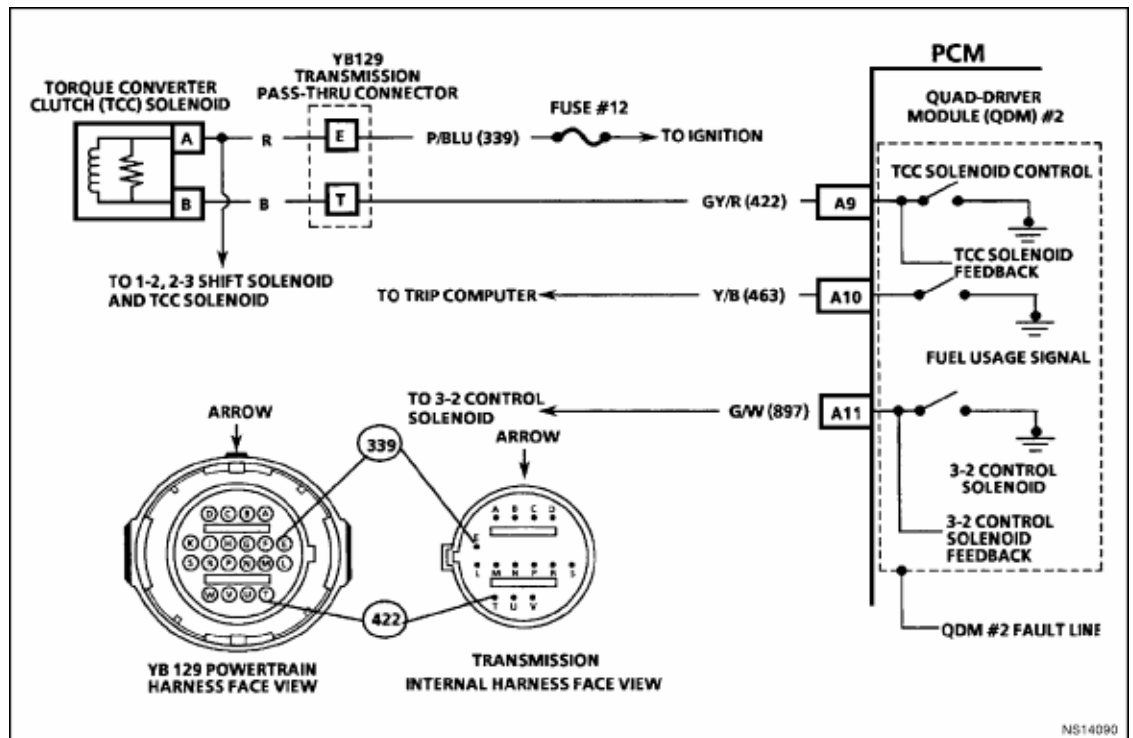 PCM
YB129
TRANSMISSION
PASS-THRU CONNECTOR
TORQUE CONVERTER
CLUTCH (TCC) SOLENOID
FUSE #12
QUAD-DRIVER
MODULE (QDM) #2
A
R
E
P/BLU (339)
TO IGNITION
TCC SOLENOID CONTROL
B
B
T
GY/R (422)
A9
TCC SOLENOID
FEEDBACK
TO 1-2, 2-3 SHIFT SOLENOID
AND TCC SOLENOID
TO TRIP COMPUTER
Y/B (463)
A10
FUEL USAGE SIGNAL
TO 3-2 CONTROL
SOLENOID
G/W (897)
A11
ARROW
ARROW
339
3-2 CONTROL
SOLENOID
3-2 CONTROL
SOLENOID
FEEDBACK
D C B A
K J H G F E
S R P N M L
W V U T
A B C D
E
L M N P R S
T U V
422
QDM #2 FAULT LINE
YB 129 POWERTRAIN
HARNESS FACE VIEW
TRANSMISSION
INTERNAL HARNESS FACE VIEW
NS14090